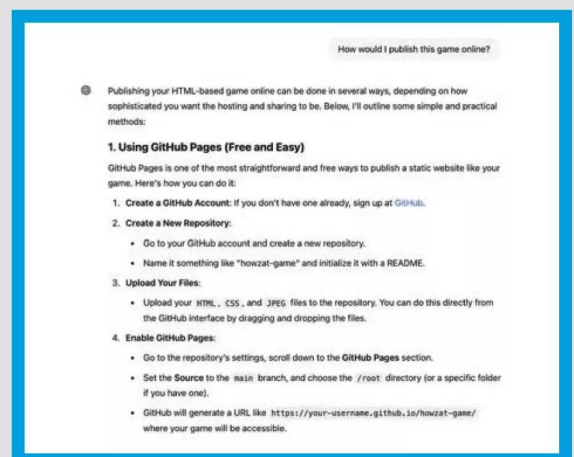 How would I publish this game online?
Publishing your HTML-based game online can be done in several ways, depending on how
sophisticated you want the hosting and sharing to be. Below, I'll outline some simple and practical
methods:
1. Using GitHub Pages (Free and Easy)
GitHub Pages is one of the most straightforward and free ways to publish a static website like your
game. Here's how you can do it:
1. Create a GitHub Account: If you don't have one already, sign up at GitHub.
2. Create a New Repository:
• Go to your GitHub account and create a new repository.
• Name it something like "howzat-game" and initialize it with a README.
3. Upload Your Files:
• Upload your HTML, CSS, and JPEG files to the repository. You can do this directly from
the GitHub interface by dragging and dropping the files.
4. Enable GitHub Pages:
• Go to the repository's settings, scroll down to the GitHub Pages section.
• Set the Source to the main branch, and choose the /root directory (or a specific folder
if you have one).
• GitHub will generate a URL like https://your-username.github.io/howzat-game/
where your game will be accessible.